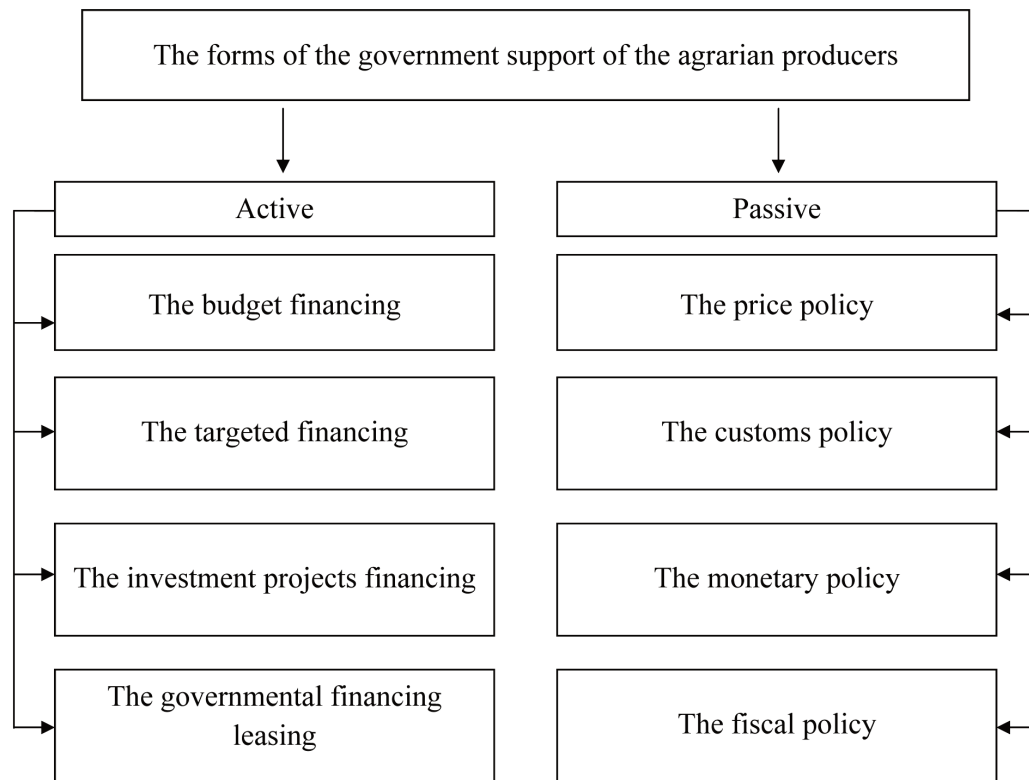 The forms of the government support of the agrarian producers
Active
Passive
The budget financing
The price policy
The targeted financing
The customs policy
The investment projects financing
The monetary policy
The governmental financing
leasing
The fiscal policy